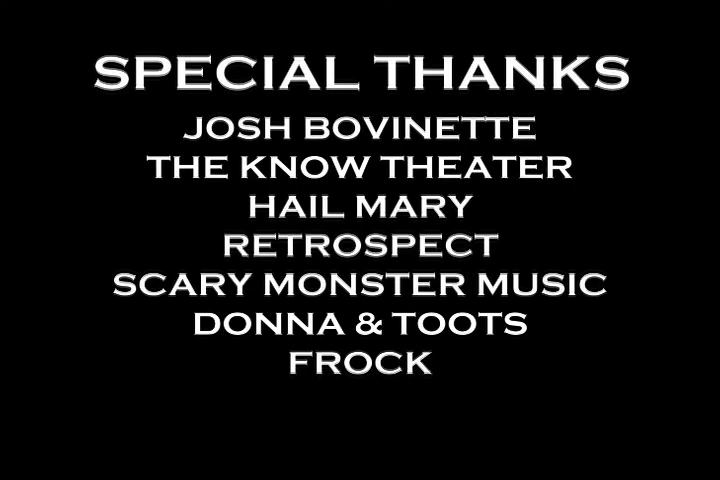 SPECIAL THANKS
JOSH BOVINETTE
THE KNOW THEATER
HAIL MARY
RETROSPECT
SCARY MONSTER MUSIC
DONNA & TOOTS
FROCK